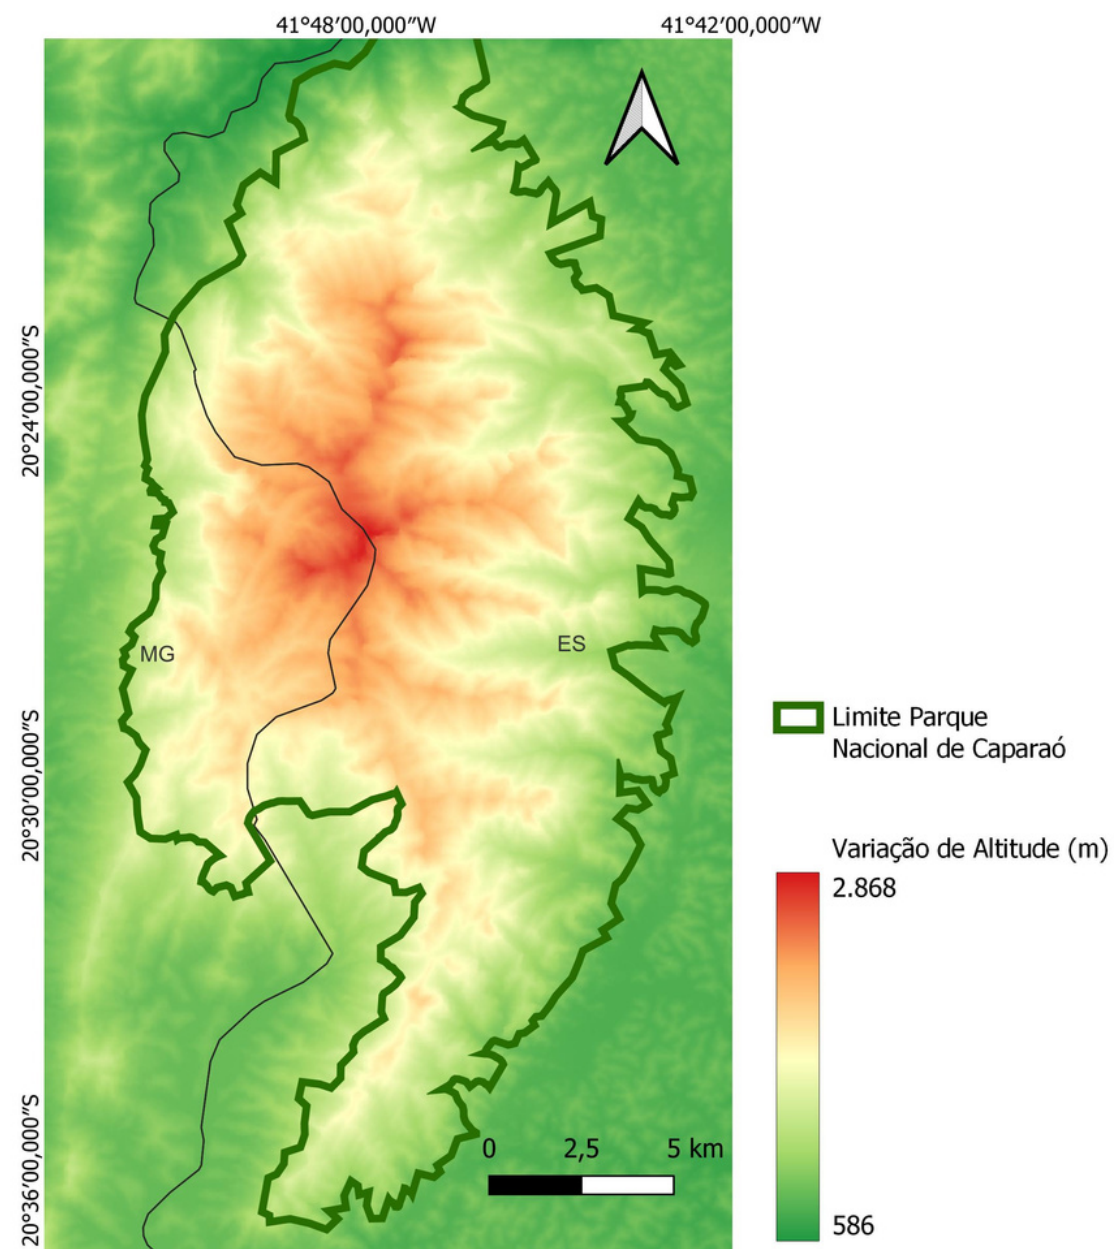 41°48′00,000″W 41°42′00,000″W
20°24′00,000″S
MG
ES
20°30′00,000″S
Limite Parque
Nacional de Caparaó
Variação de Altitude (m)
2.868
0 2,5 5 km
20°36′00,000″S
586